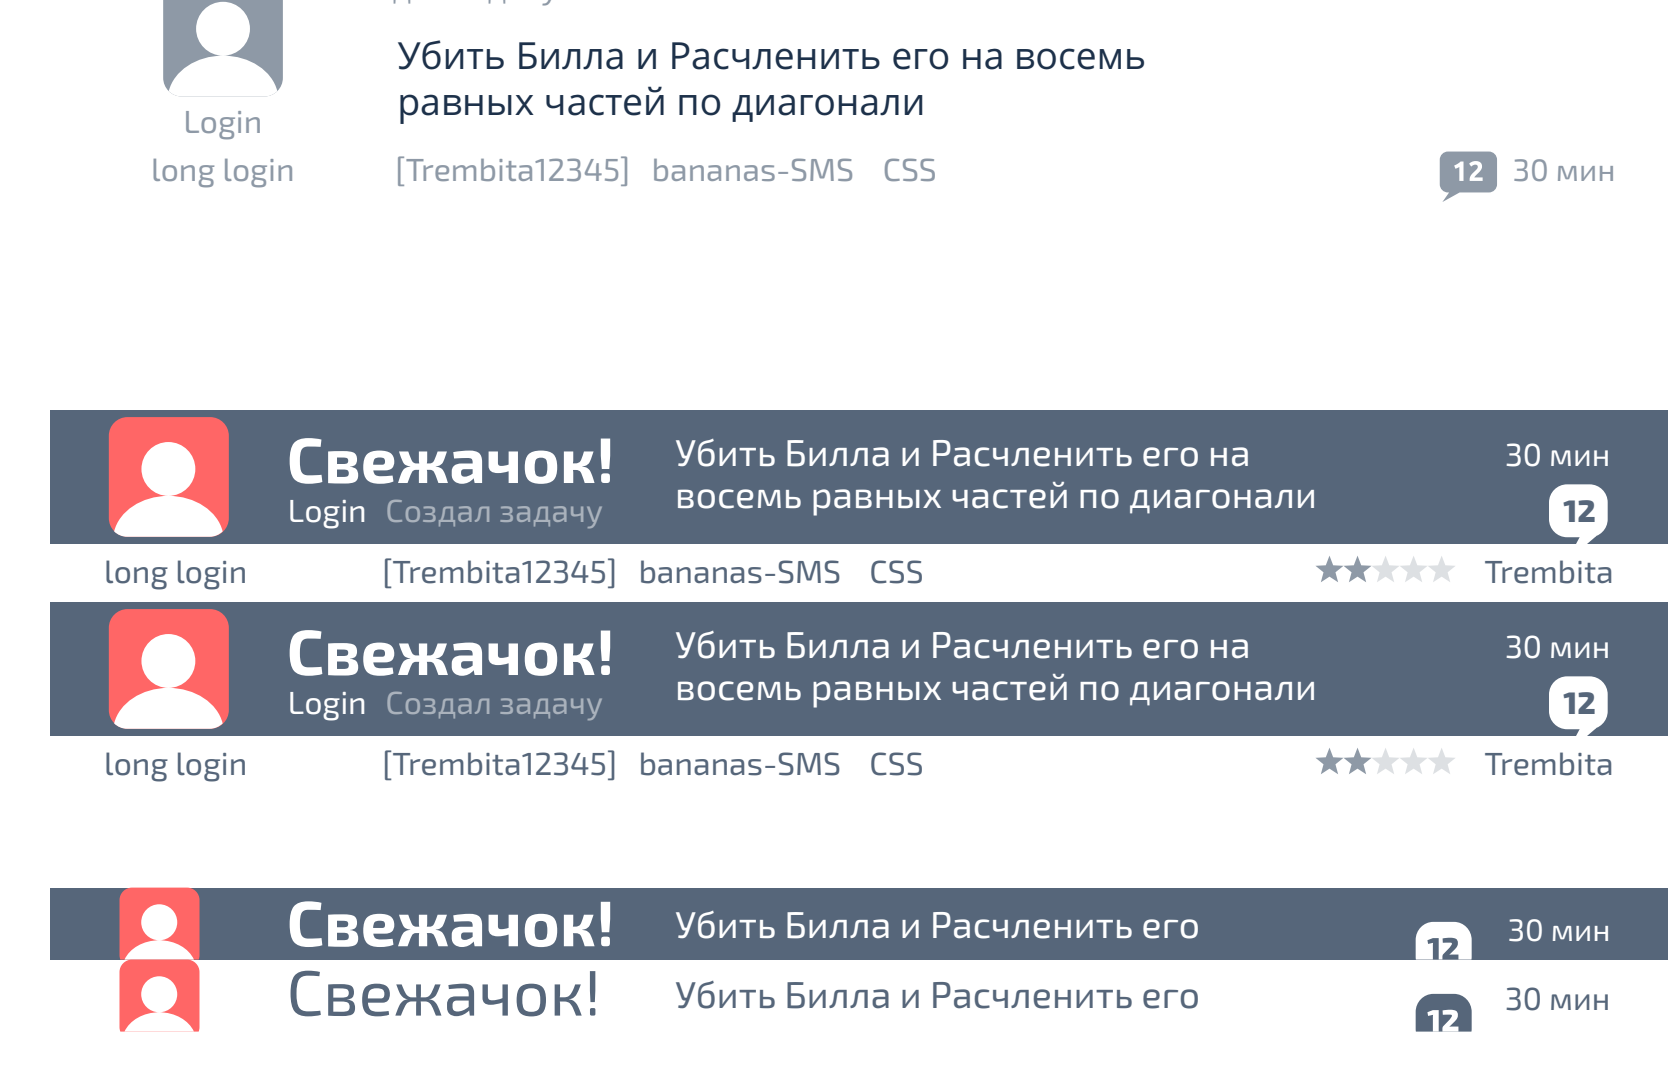 Убить Билла и Расчленить его на восемь
равных частей по диагонали
Login
long login [Trembita12345] bananas-SMS CSS 12 30 мин
Свежачок! Убить Билла и Расчленить его на 30 мин
восемь равных частей по диагонали
Login Создал задачу 12
long login [Trembita12345] bananas-SMS CSS Trembita
Свежачок! Убить Билла и Расчленить его на 30 мин
восемь равных частей по диагонали
Login Создал задачу 12
long login [Trembita12345] bananas-SMS CSS Trembita
Свежачок! Убить Билла и Расчленить его 12 30 мин
Свежачок! Убить Билла и Расчленить его 12 30 мин